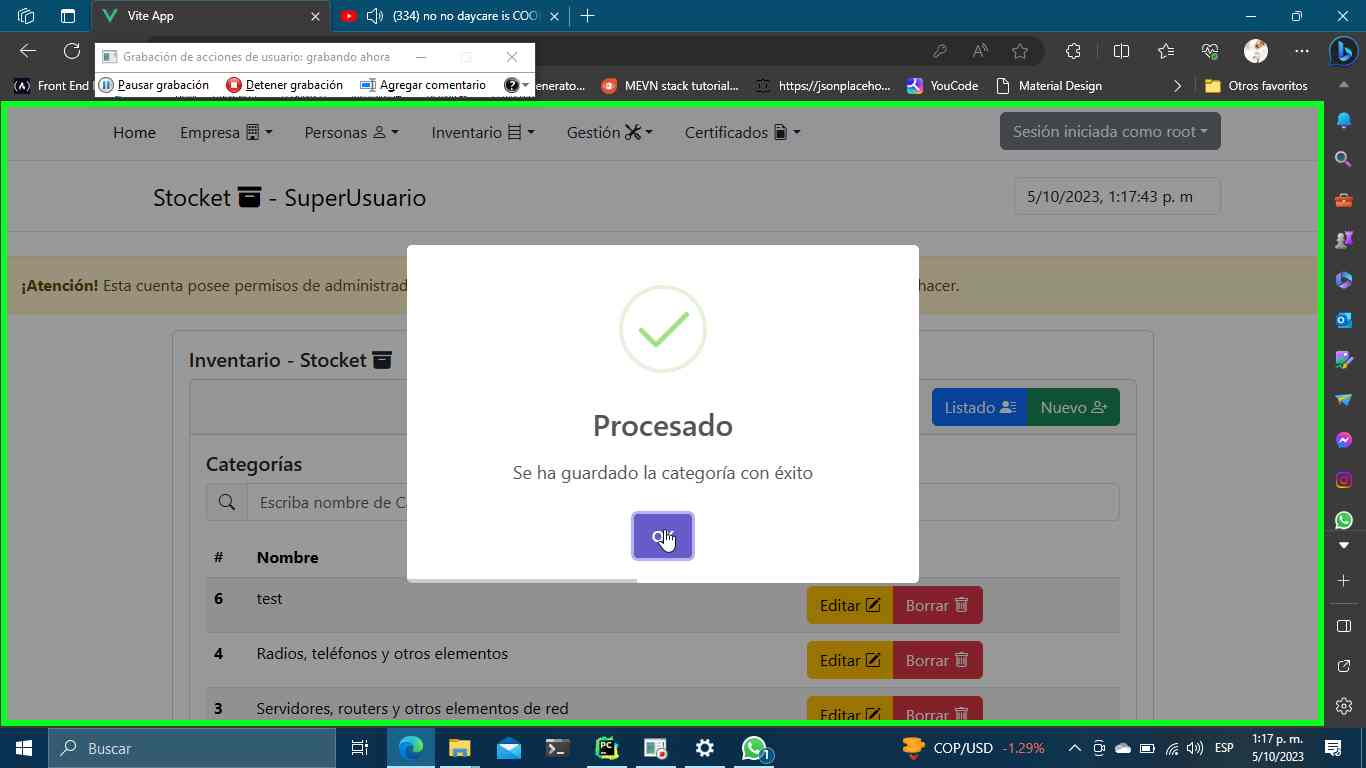 Vite App
(334) no no daycare is COO
Grabación de acciones de usuario: grabando ahora
Pausar grabación
Detener grabación
Agregar comentario
Front End
enerato...
MEVN stack tutorial...
https://jsonplaceho...
YouCode
Material Design
Otros favoritos
Home
Empresa
Personas
Inventario
Gestión
Certificados
Sesión iniciada como root
Stocket - SuperUsuario
5/10/2023, 1:17:43 p. m
¡Atención! Esta cuenta posee permisos de administrad
hacer.
Inventario - Stocket
Listado
Nuevo
Procesado
Se ha guardado la categoría con éxito
Categorías
Escriba nombre de C
# Nombre
6 test
Editar Borrar
4 Radios, teléfonos y otros elementos
Editar Borrar
3 Servidores, routers y otros elementos de red
Editar Borrar
Buscar
1
COP/USD -1.29%
ESP
1:17 p. m.
5/10/2023